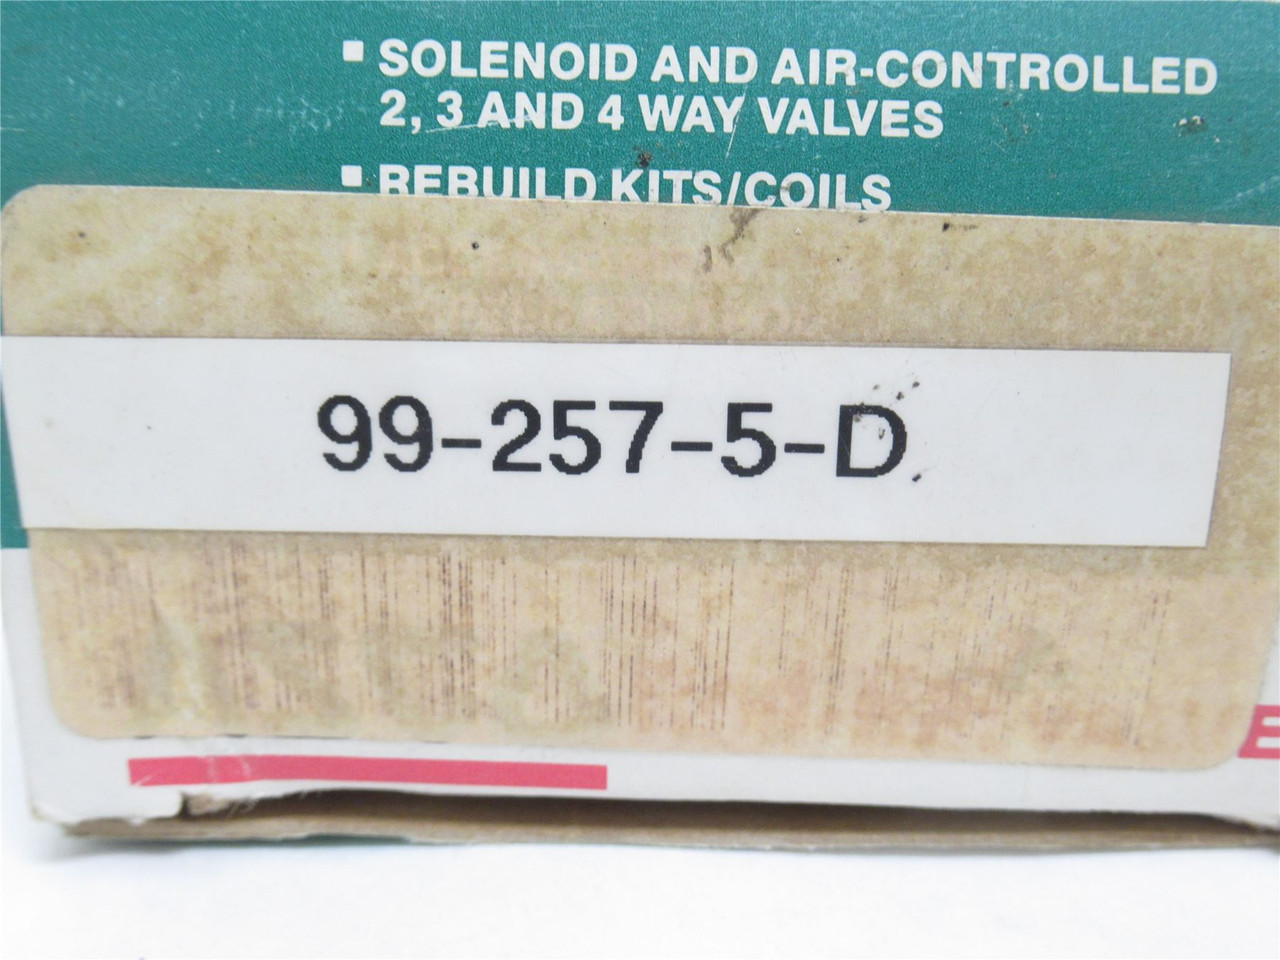 ▪ SOLENOID AND AIR-CONTROLLED
2, 3 AND 4 WAY VALVES
▪ REBUILD KITS/COILS
99-257-5-D
E